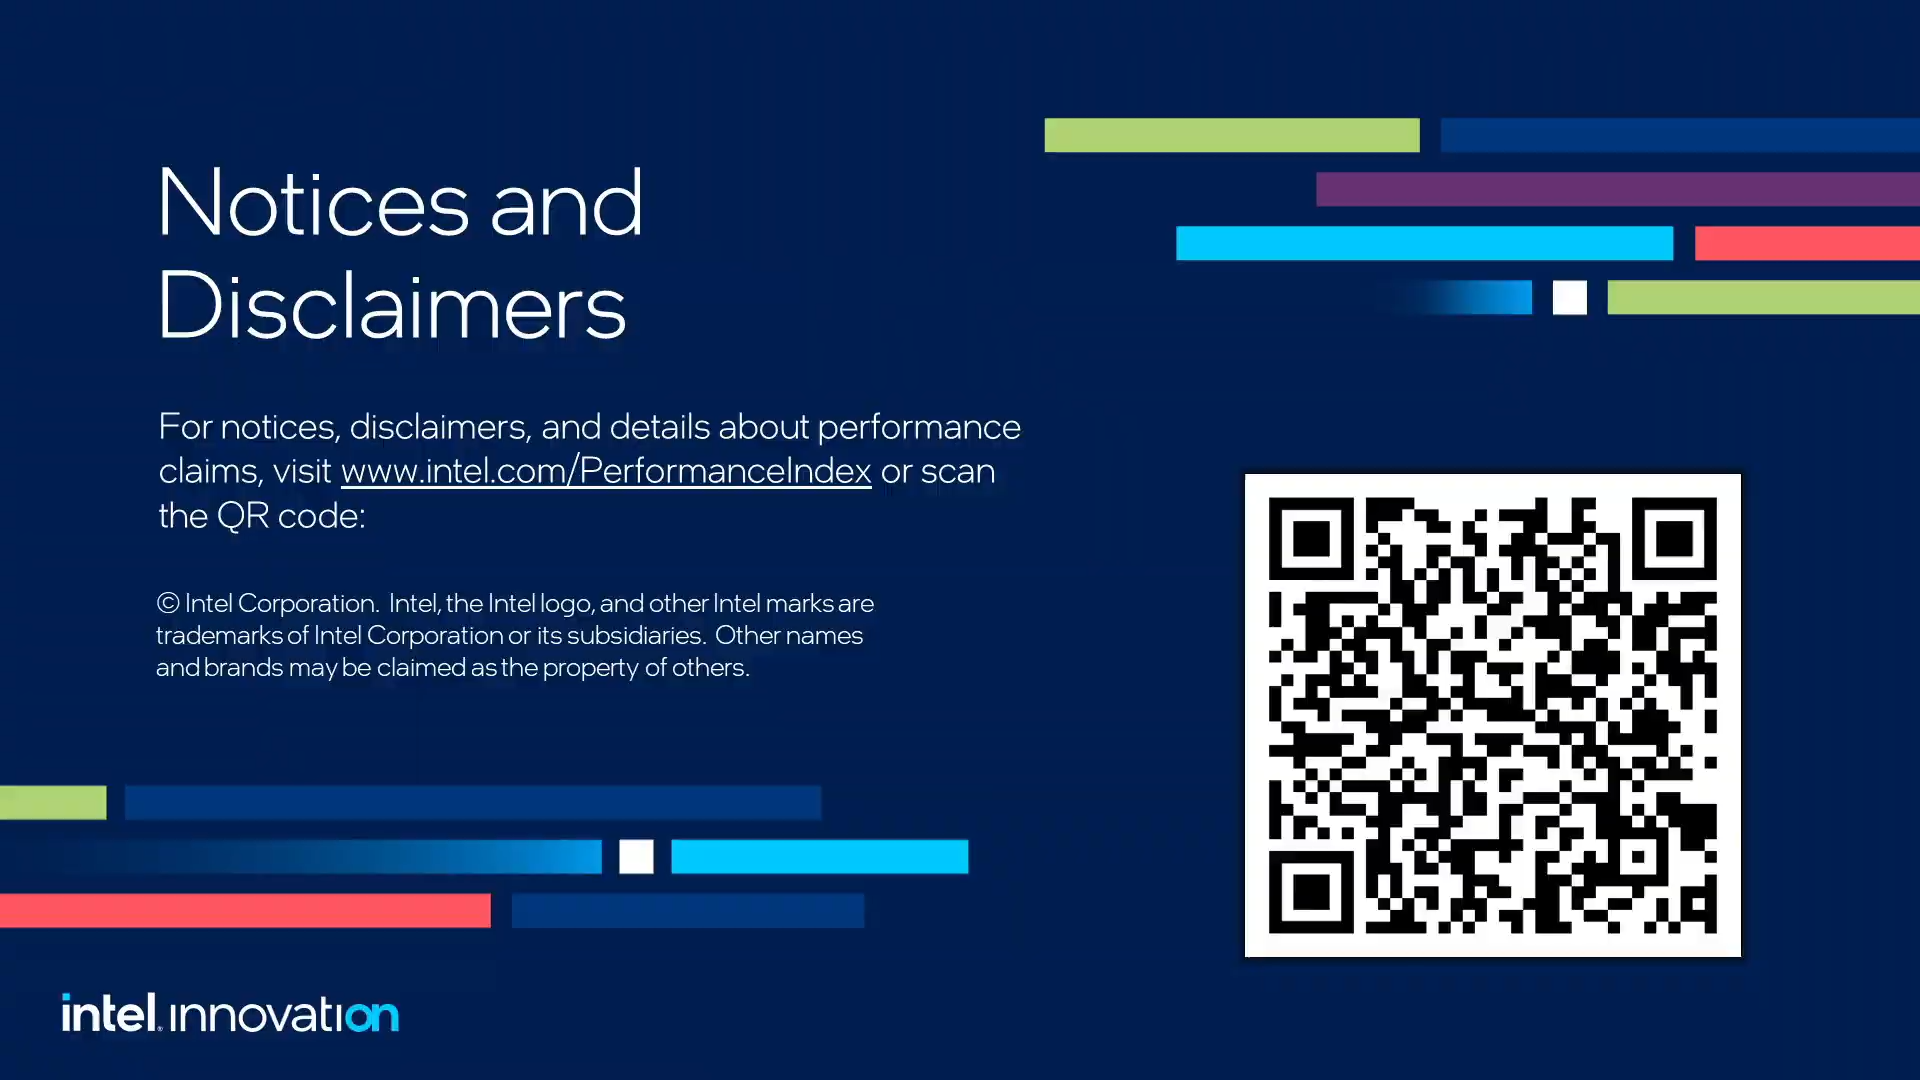 Notices and
Disclaimers
For notices, disclaimers, and details about performance
claims, visit www.intel.com/PerformanceIndex or scan
the QR code:
© Intel Corporation. Intel, the Intel logo, and other Intel marks are
trademarks of Intel Corporation or its subsidiaries. Other names
and brands may be claimed as the property of others.
intel. innovation